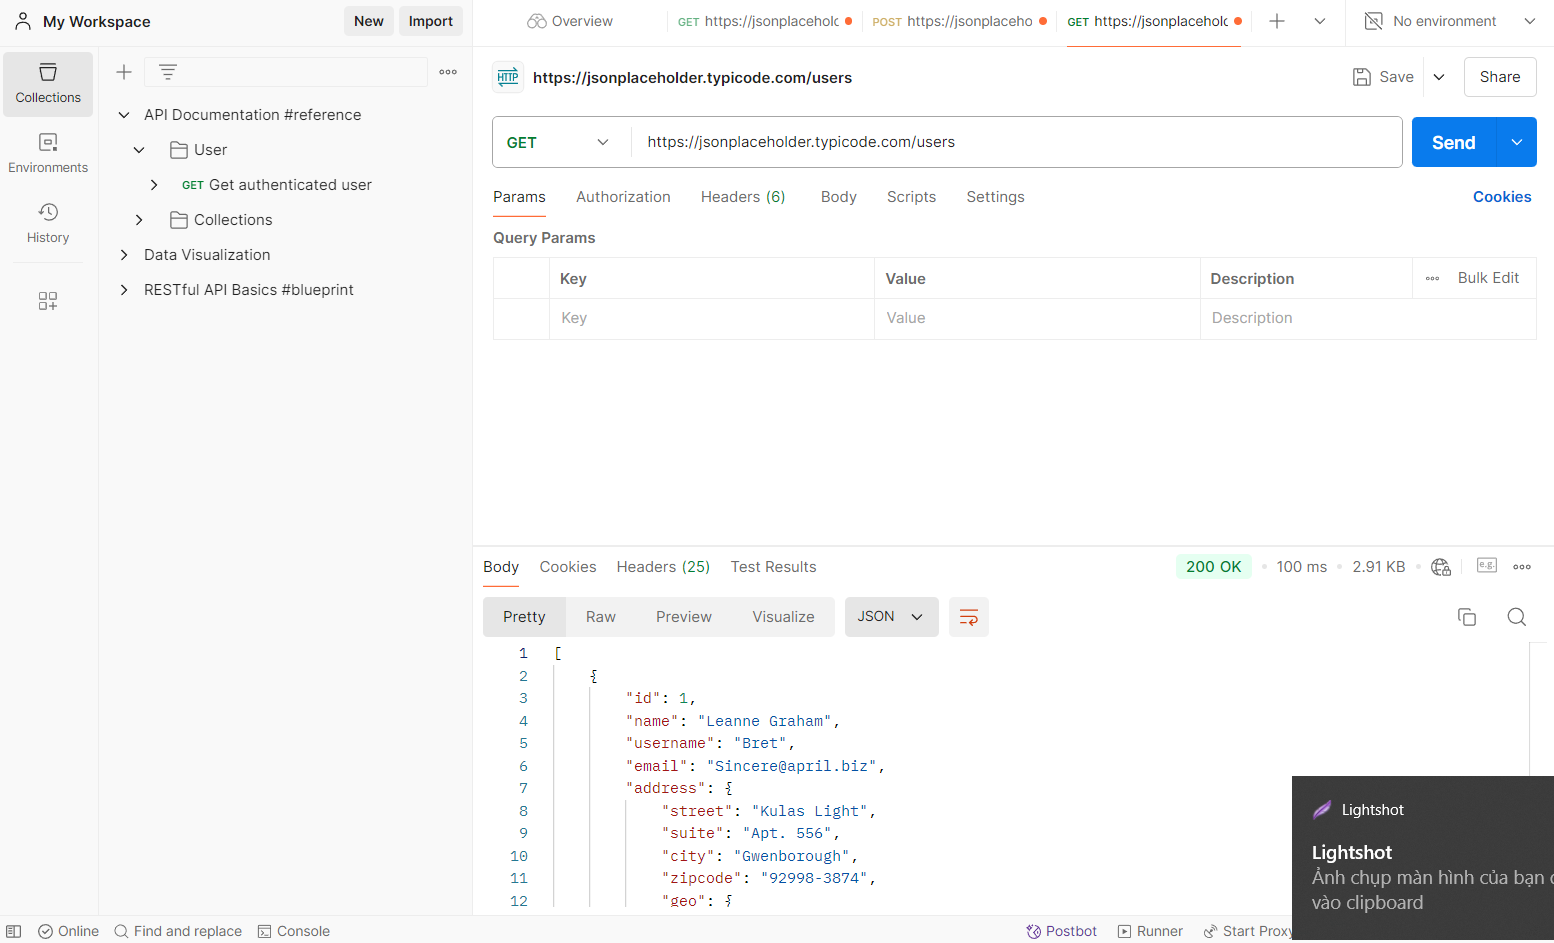 My Workspace
New
Import
Overview
GET https://jsonplaceholc
POST https://jsonplaceho
GET https://jsonplaceholc
No environment
Collections
Environments
History
API Documentation #reference
User
GET Get authenticated user
Collections
Data Visualization
RESTful API Basics #blueprint
HTTP https://jsonplaceholder.typicode.com/users
Save
Share
GET
https://jsonplaceholder.typicode.com/users
Send
Params Authorization Headers (6) Body Scripts Settings
Cookies
Query Params
Key Value Description Bulk Edit
Key Value Description
Body Cookies Headers (25) Test Results
200 OK 100 ms 2.91 KB e.g.
Pretty Raw Preview Visualize JSON
1 [
2 {
3 "id": 1,
4 "name": "Leanne Graham",
5 "username": "Bret",
6 "email": "Sincere@april.biz",
7 "address": {
8 "street": "Kulas Light",
9 "suite": "Apt. 556",
10 "city": "Gwenborough",
11 "zipcode": "92998-3874",
12 "geo": {
Lightshot
Lightshot
Ảnh chụp màn hình của bạn
vào clipboard
Online
Find and replace
Console
Postbot
Runner
Start Proxy